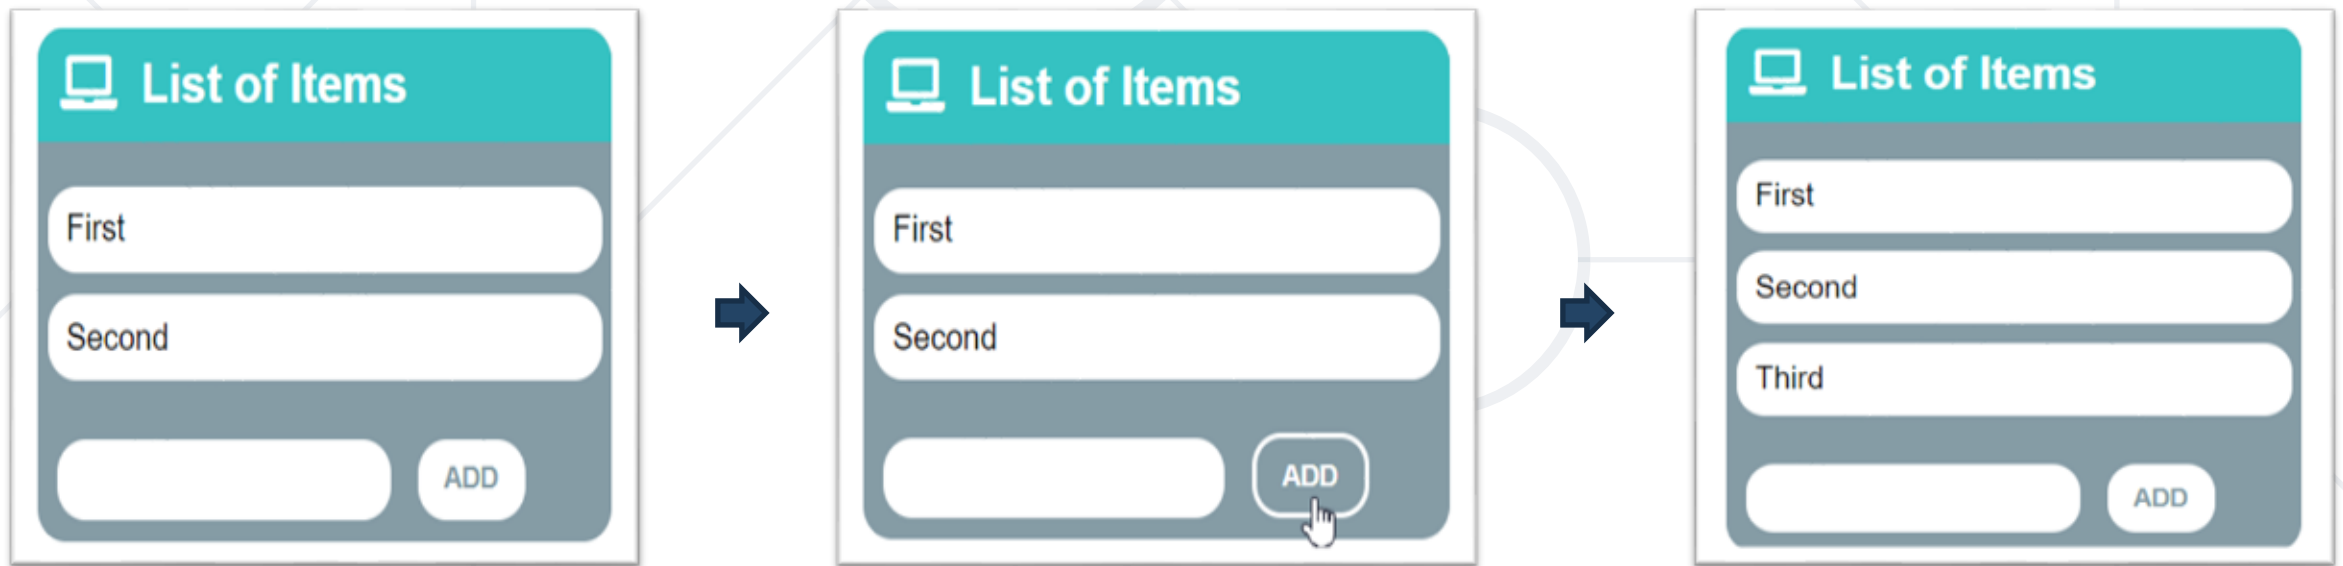 List of Items
First
Second
ADD
List of Items
First
Second
ADD
List of Items
First
Second
Third
ADD